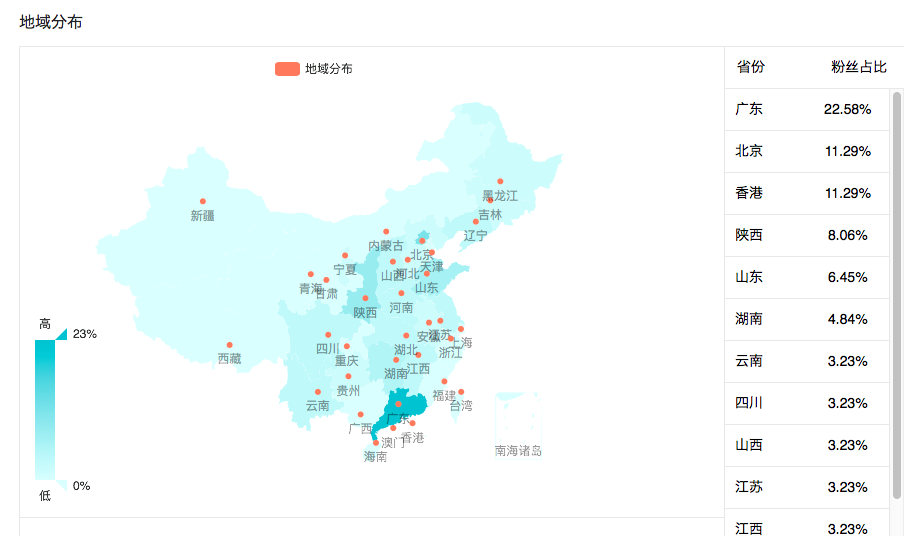 地域分布
地域分布
省份 粉丝占比
广东 22.58%
北京 11.29%
香港 11.29%
陕西 8.06%
山东 6.45%
湖南 4.84%
云南 3.23%
四川 3.23%
山西 3.23%
江苏 3.23%
江西 3.23%
黑龙江
新疆
吉林
辽宁
内蒙古
北京
天津
宁夏
山西
河北
青海
甘肃
山东
河南
陕西
安徽
江苏
上海
四川
湖北
浙江
西藏
重庆
江西
湖南
贵州
云南
福建
台湾
广东
广西
香港
澳门
海南
南海诸岛
高
23%
0%
低